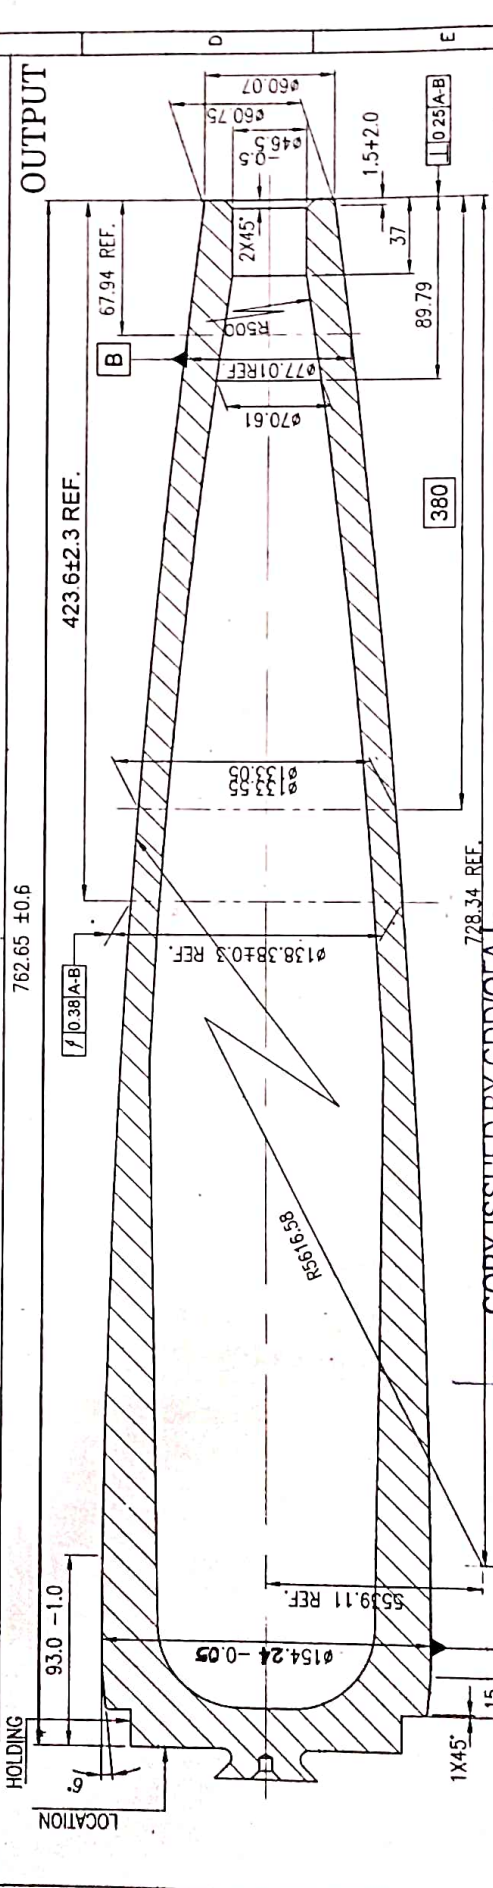 D
E
OUTPUT
ø60.07
ø60.75
ø46.5
-0.5
1.5+2.0
⊥ 0.25 A-B
67.94 REF.
2X45°
37
89.79
R500
B
ø77.01REF.
ø70.61
423.6±2.3 REF.
380
ø133.55
ø133.05
762.65 ±0.6
0.38 A-B
ø138.38±0.3 REF.
728.34 REF.
R5616.58
5539.11 REF.
93.0 -1.0
ø154.24-0.05
HOLDING
6°
LOCATION
1X45°
15